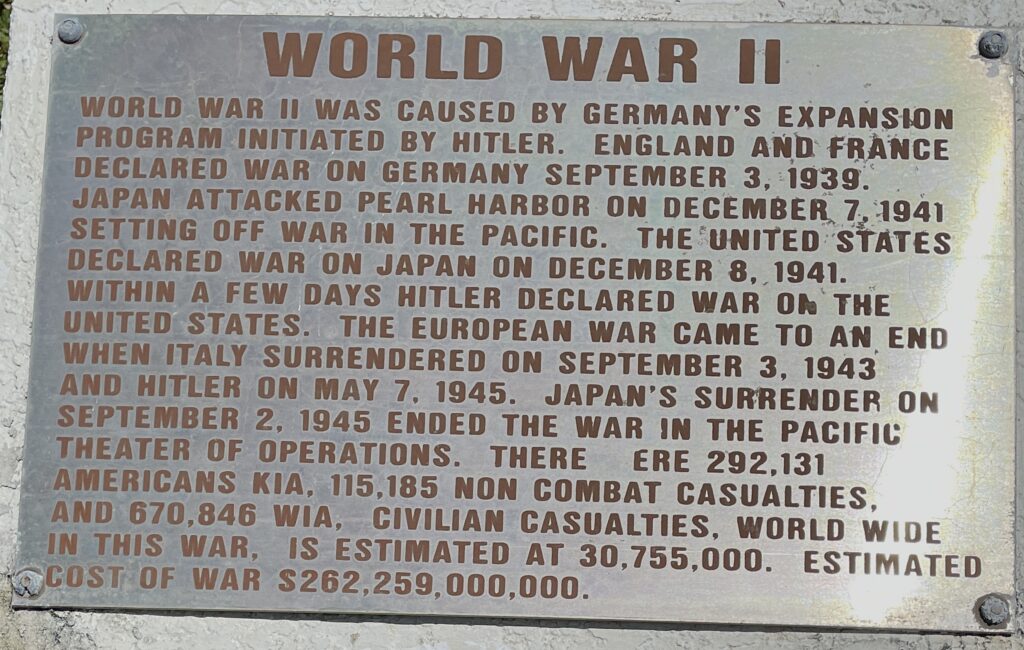 WORLD WAR II
WORLD WAR II WAS CAUSED BY GERMANY'S EXPANSION
PROGRAM INITIATED BY HITLER. ENGLAND AND FRANCE
DECLARED WAR ON GERMANY SEPTEMBER 3, 1939.
JAPAN ATTACKED PEARL HARBOR ON DECEMBER 7, 1941
SETTING OFF WAR IN THE PACIFIC. THE UNITED STATES
DECLARED WAR ON JAPAN ON DECEMBER 8, 1941.
WITHIN A FEW DAYS HITLER DECLARED WAR ON THE
UNITED STATES. THE EUROPEAN WAR CAME TO AN END
WHEN ITALY SURRENDERED ON SEPTEMBER 3, 1943
AND HITLER ON MAY 7, 1945. JAPAN'S SURRENDER ON
SEPTEMBER 2, 1945 ENDED THE WAR IN THE PACIFIC
THEATER OF OPERATIONS. THERE ERE 292,131
AMERICANS KIA, 115,185 NON COMBAT CASUALTIES,
AND 670,846 WIA, CIVILIAN CASUALTIES, WORLD WIDE
IN THIS WAR, IS ESTIMATED AT 30,755,000. ESTIMATED
COST OF WAR $262,259,000,000.